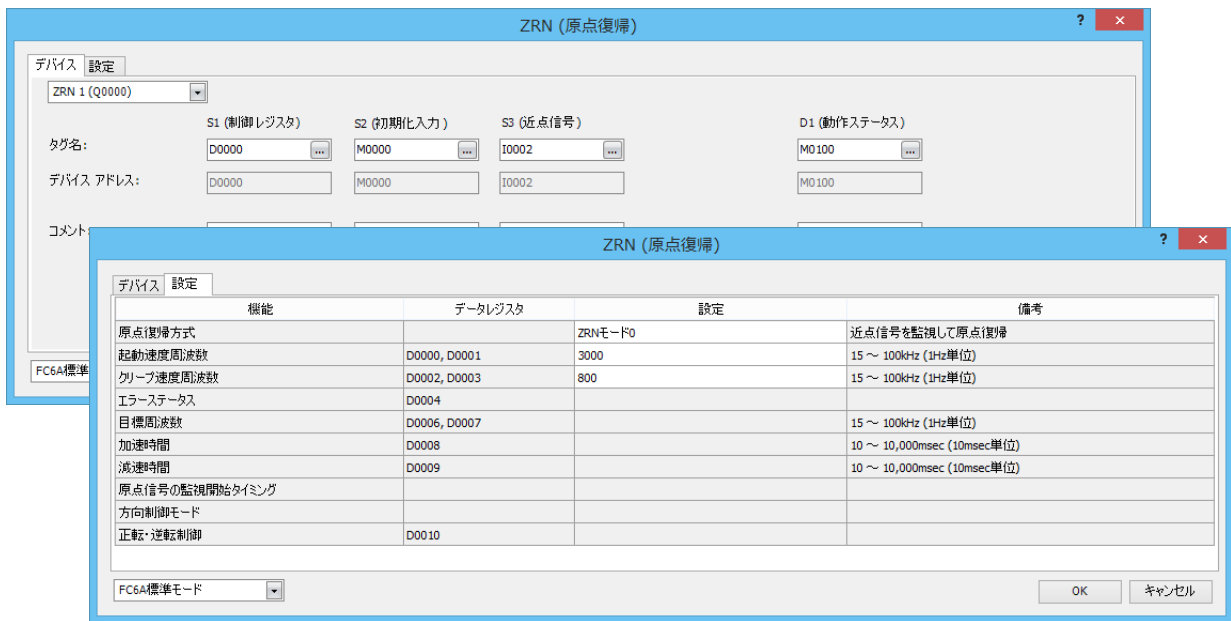 ZRN (原点復帰)
? ×
デバイス 設定
ZRN 1 (Q0000)
S1 (制御レジスタ) S2 (初期化入力) S3 (近点信号) D1 (動作ステータス)
タグ名: D0000 ... M0000 ... I0002 ... M0100 ...
デバイス アドレス: D0000 M0000 I0002 M0100
コメント:
FC6A標準
ZRN (原点復帰)
? ×
デバイス 設定
機能 データレジスタ 設定 備考
原点復帰方式 ZRNモード0 近点信号を監視して原点復帰
起動速度周波数 D0000, D0001 3000 15 ～ 100kHz (1Hz単位)
クリープ速度周波数 D0002, D0003 800 15 ～ 100kHz (1Hz単位)
エラーステータス D0004
目標周波数 D0006, D0007 15 ～ 100kHz (1Hz単位)
加速時間 D0008 10 ～ 10,000msec (10msec単位)
減速時間 D0009 10 ～ 10,000msec (10msec単位)
原点信号の監視開始タイミング
方向制御モード
正転・逆転制御 D0010
FC6A標準モード
OK キャンセル